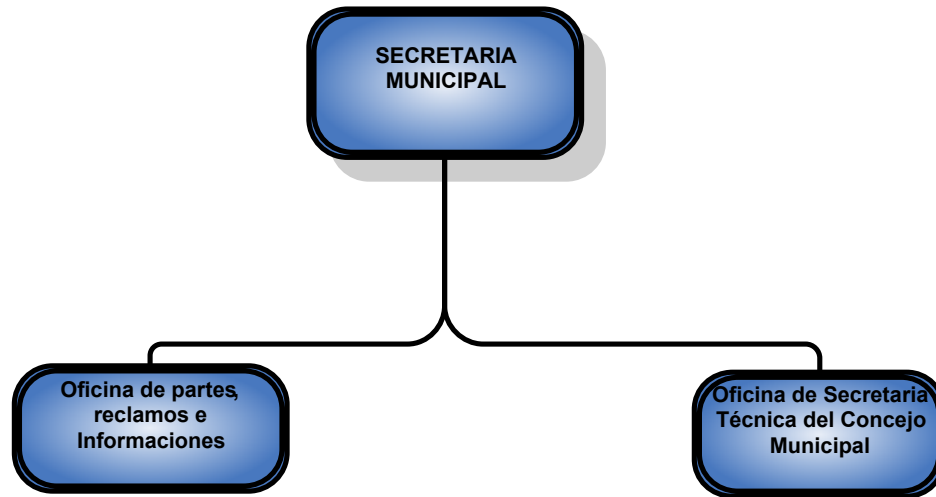 SECRETARIA
MUNICIPAL
Oficina de partes,
reclamos e
Informaciones
Oficina de Secretaria
Técnica del Concejo
Municipal